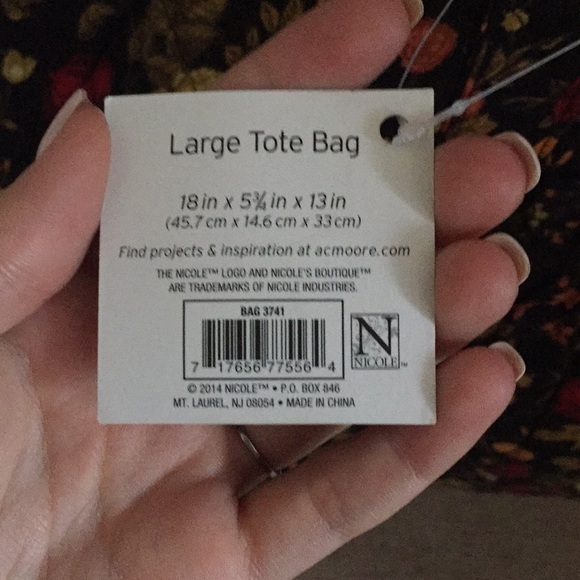 Large Tote Bag
18 in x 5¾ in x 13 in
(45.7 cm x 14.6 cm x 33 cm)
Find projects & inspiration at acmoore.com
THE NICOLE™ LOGO AND NICOLE'S BOUTIQUE™
ARE TRADEMARKS OF NICOLE INDUSTRIES.
BAG 3741
7 17656 77556 4
N
NICOLE™
© 2014 NICOLE™ • P.O. BOX 846
MT. LAUREL, NJ 08054 • MADE IN CHINA